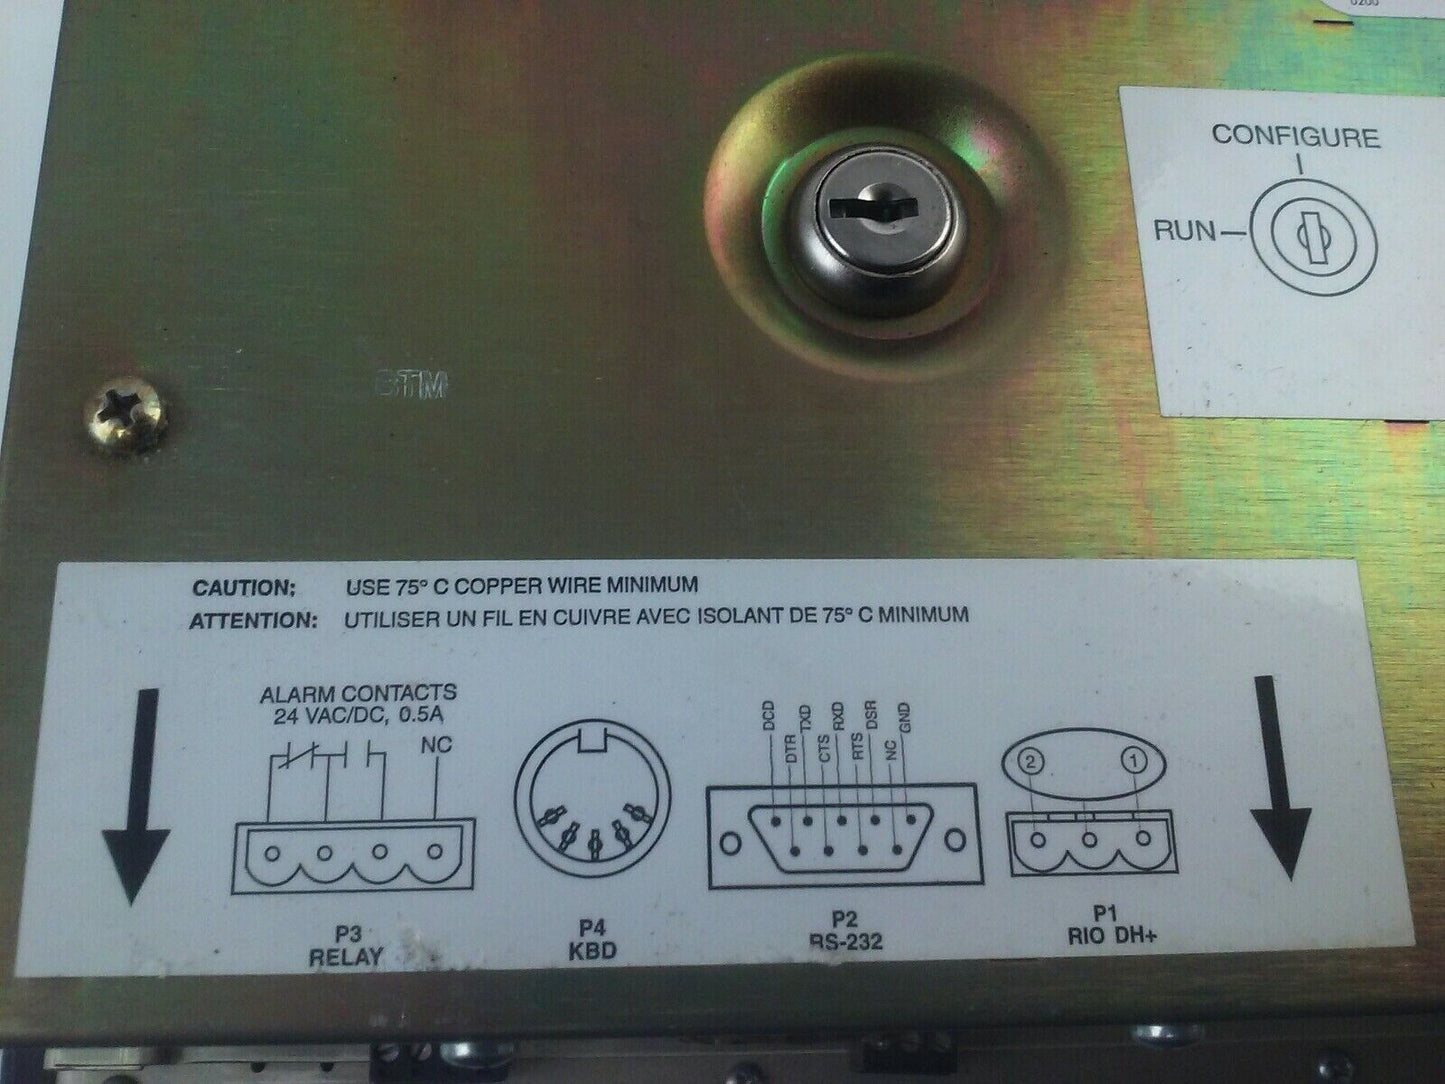 0200
CONFIGURE
RUN
CAUTION; USE 75° C COPPER WIRE MINIMUM
ATTENTION: UTILISER UN FIL EN CUIVRE AVEC ISOLANT DE 75° C MINIMUM
ALARM CONTACTS
24 VAC/DC, 0.5A
NC
DCD
DTR
TXD
CTS
RXD
RTS
DSR
NC
GND
2
1
P3
RELAY
P4
KBD
P2
RS-232
P1
RIO DH+